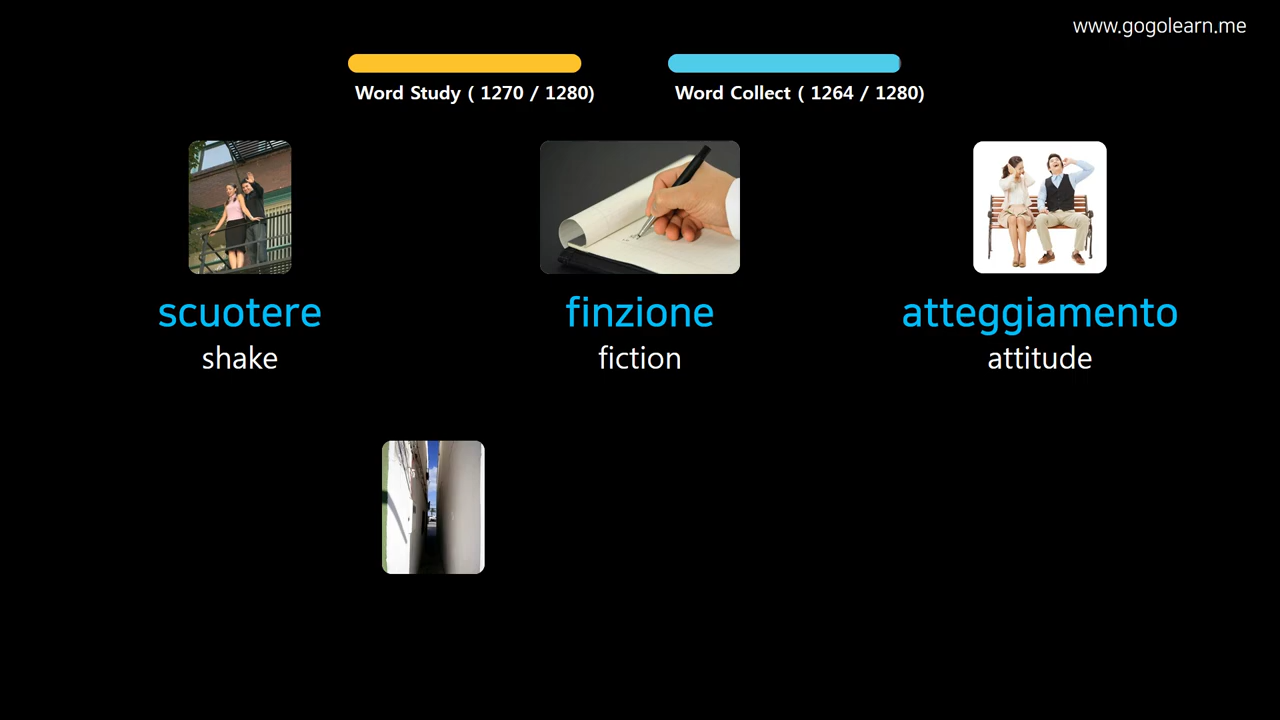 www.gogolearn.me
Word Study ( 1270 / 1280)
Word Collect ( 1264 / 1280)
scuotere
shake
finzione
fiction
atteggiamento
attitude